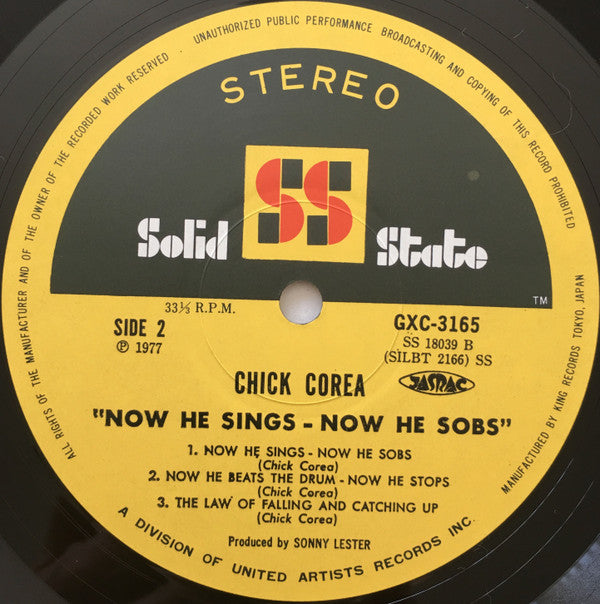 ALL RIGHTS OF THE MANUFACTURER AND OF THE OWNER OF THE RECORDED WORK RESERVED
UNAUTHORIZED PUBLIC PERFORMANCE BROADCASTING AND COPYING OF THIS RECORD PROHIBITED
MANUFACTURED BY KING RECORDS TOKYO, JAPAN
STEREO
SS
Solid State
TM
33⅓ R.P.M.
SIDE 2
Ⓟ 1977
GXC-3165
SS 18039 B
(SILBT 2166) SS
JASRAC
CHICK COREA
"NOW HE SINGS - NOW HE SOBS"
1. NOW HE SINGS - NOW HE SOBS
(Chick Corea)
2. NOW HE BEATS THE DRUM - NOW HE STOPS
(Chick Corea)
3. THE LAW OF FALLING AND CATCHING UP
(Chick Corea)
Produced by SONNY LESTER
A DIVISION OF UNITED ARTISTS RECORDS INC.